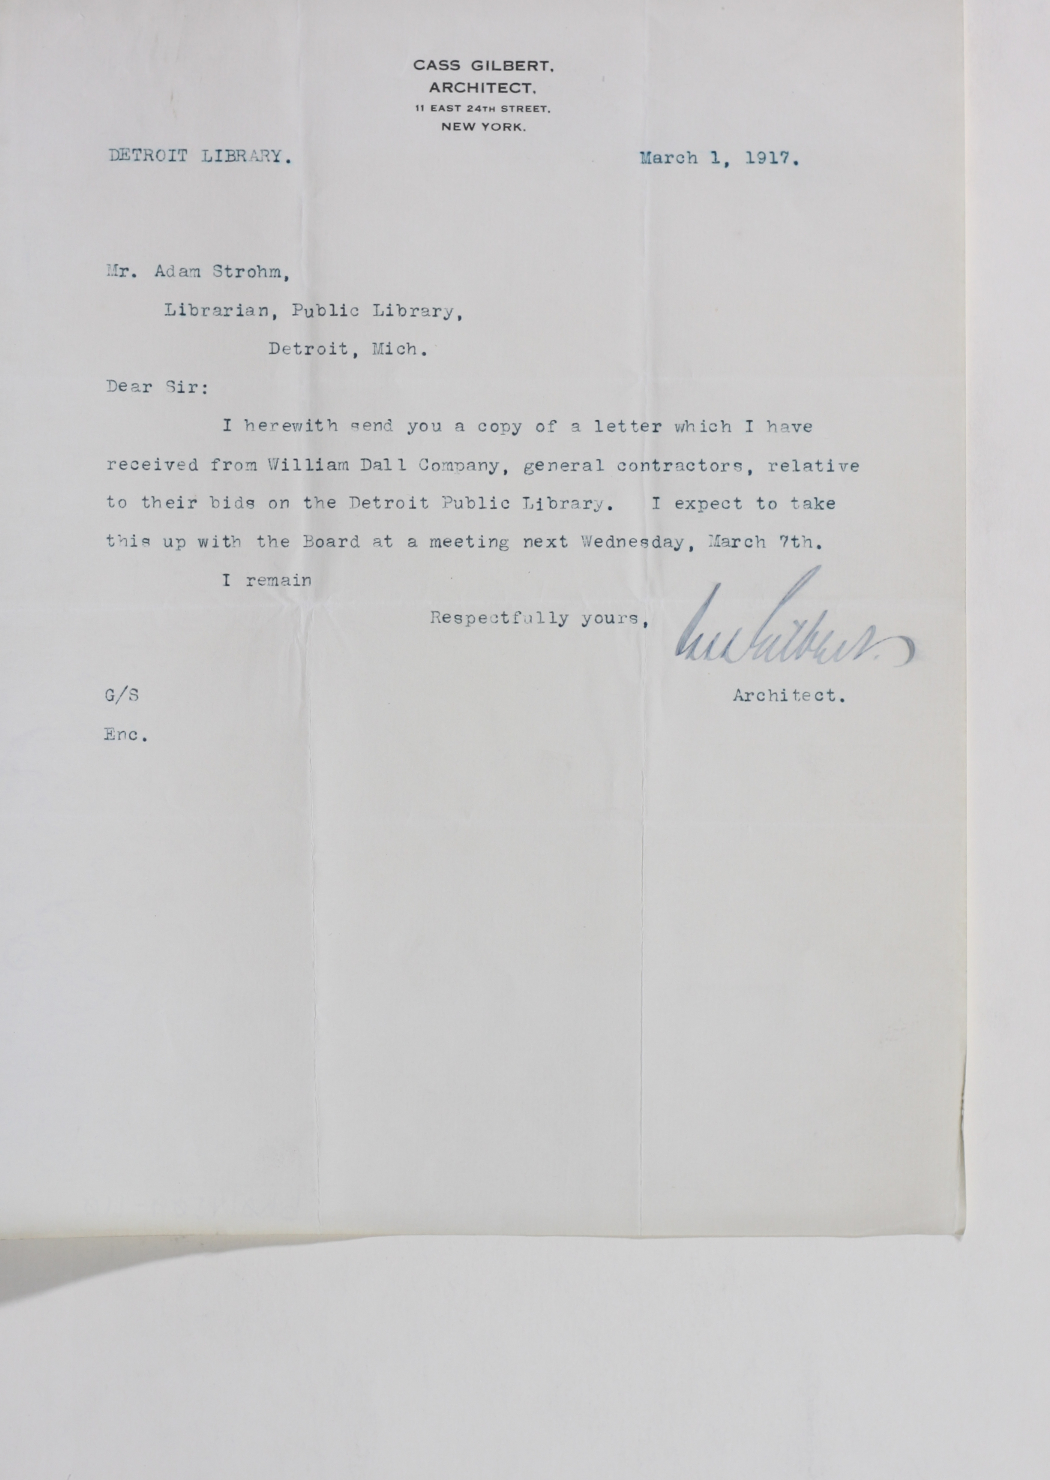 CASS GILBERT,
ARCHITECT,
11 EAST 24TH STREET,
NEW YORK.
DETROIT LIBRARY. March 1, 1917.
Mr. Adam Strohm,
Librarian, Public Library,
Detroit, Mich.
Dear Sir:
I herewith send you a copy of a letter which I have
received from William Dall Company, general contractors, relative
to their bids on the Detroit Public Library. I expect to take
this up with the Board at a meeting next Wednesday, March 7th.
I remain
Respectfully yours, Cass Gilbert.
G/S Architect.
Enc.